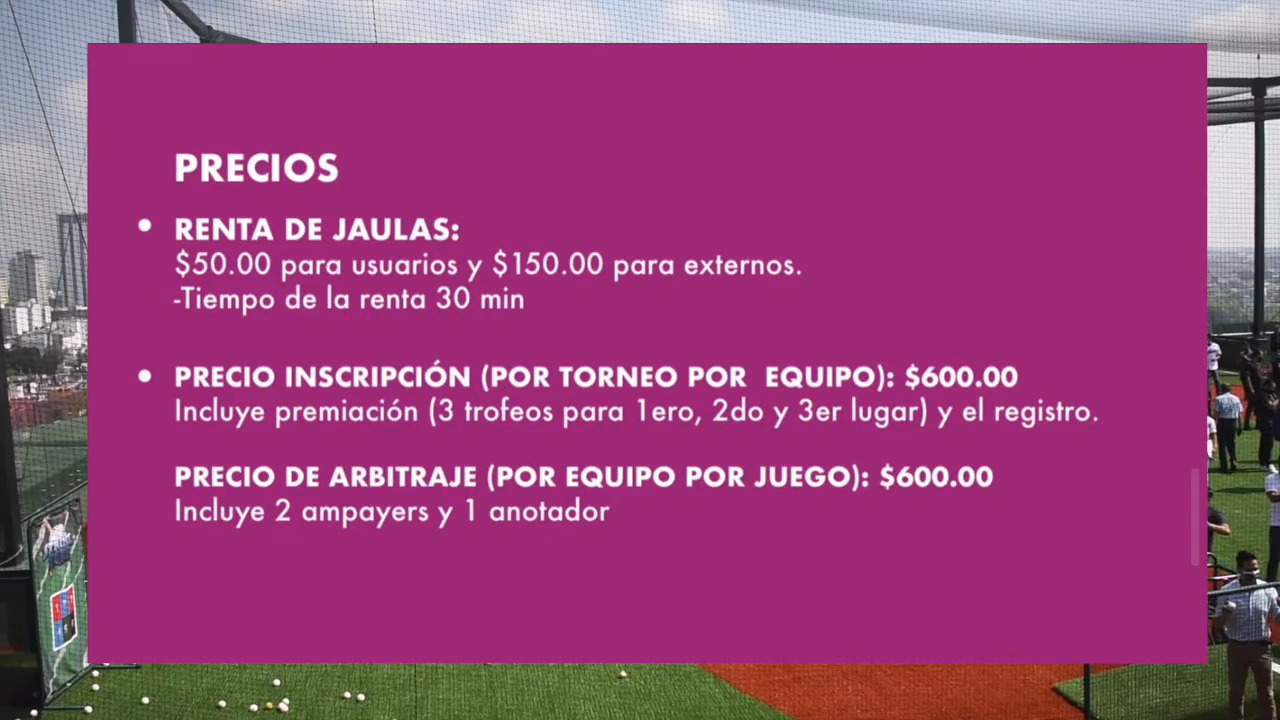 PRECIOS
• RENTA DE JAULAS:
$50.00 para usuarios y $150.00 para externos.
-Tiempo de la renta 30 min
• PRECIO INSCRIPCIÓN (POR TORNEO POR EQUIPO): $600.00
Incluye premiación (3 trofeos para 1ero, 2do y 3er lugar) y el registro.
PRECIO DE ARBITRAJE (POR EQUIPO POR JUEGO): $600.00
Incluye 2 ampayers y 1 anotador